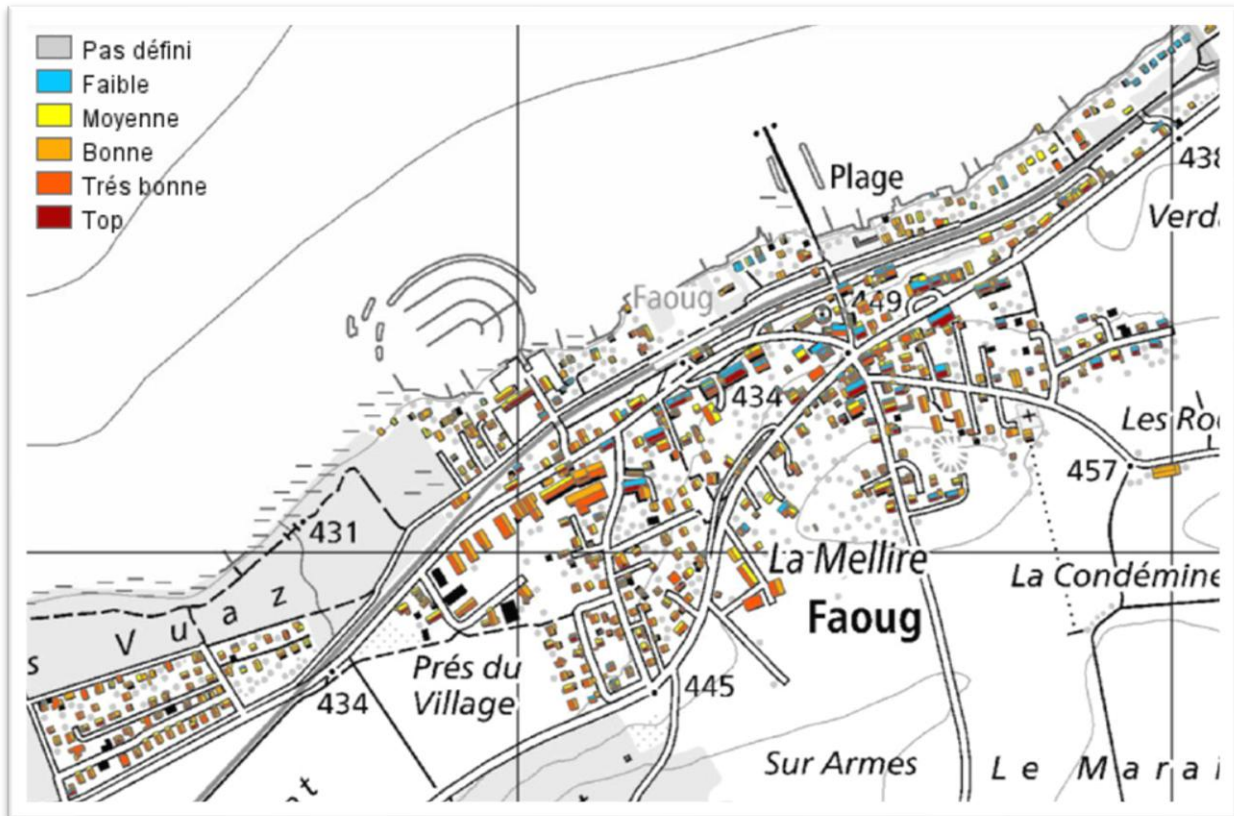 Pas défini
Faible
Moyenne
Bonne
Trés bonne
Top
438
Plage
Verd
Faoug
449
434
Les Ro
457
431
La Mellire
La Condémine
Faoug
V u a z
s
Prés du
Village
445
434
Sur Armes
Le Marai
t
t